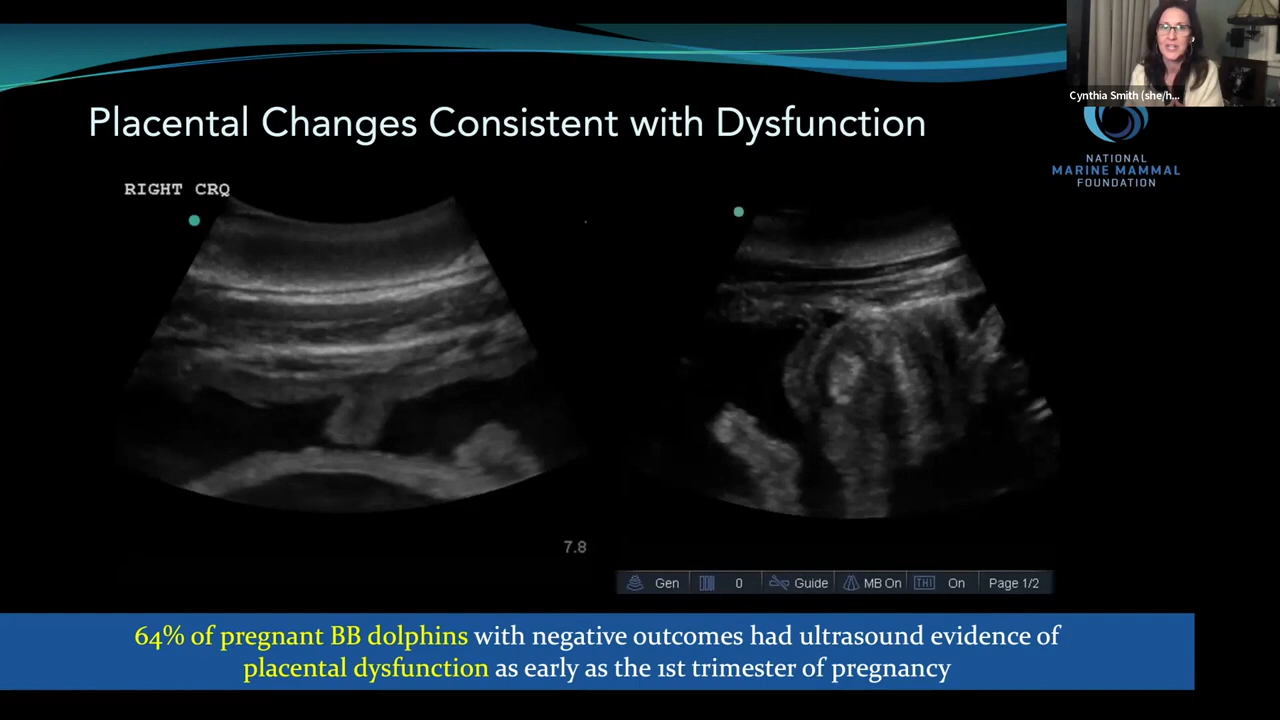 Cynthia Smith (she/h...
Placental Changes Consistent with Dysfunction
NATIONAL
MARINE MAMMAL
FOUNDATION
RIGHT CRQ
7.8
Gen
0
Guide
MB On
THI
On
Page 1/2
64% of pregnant BB dolphins with negative outcomes had ultrasound evidence of
placental dysfunction as early as the 1st trimester of pregnancy